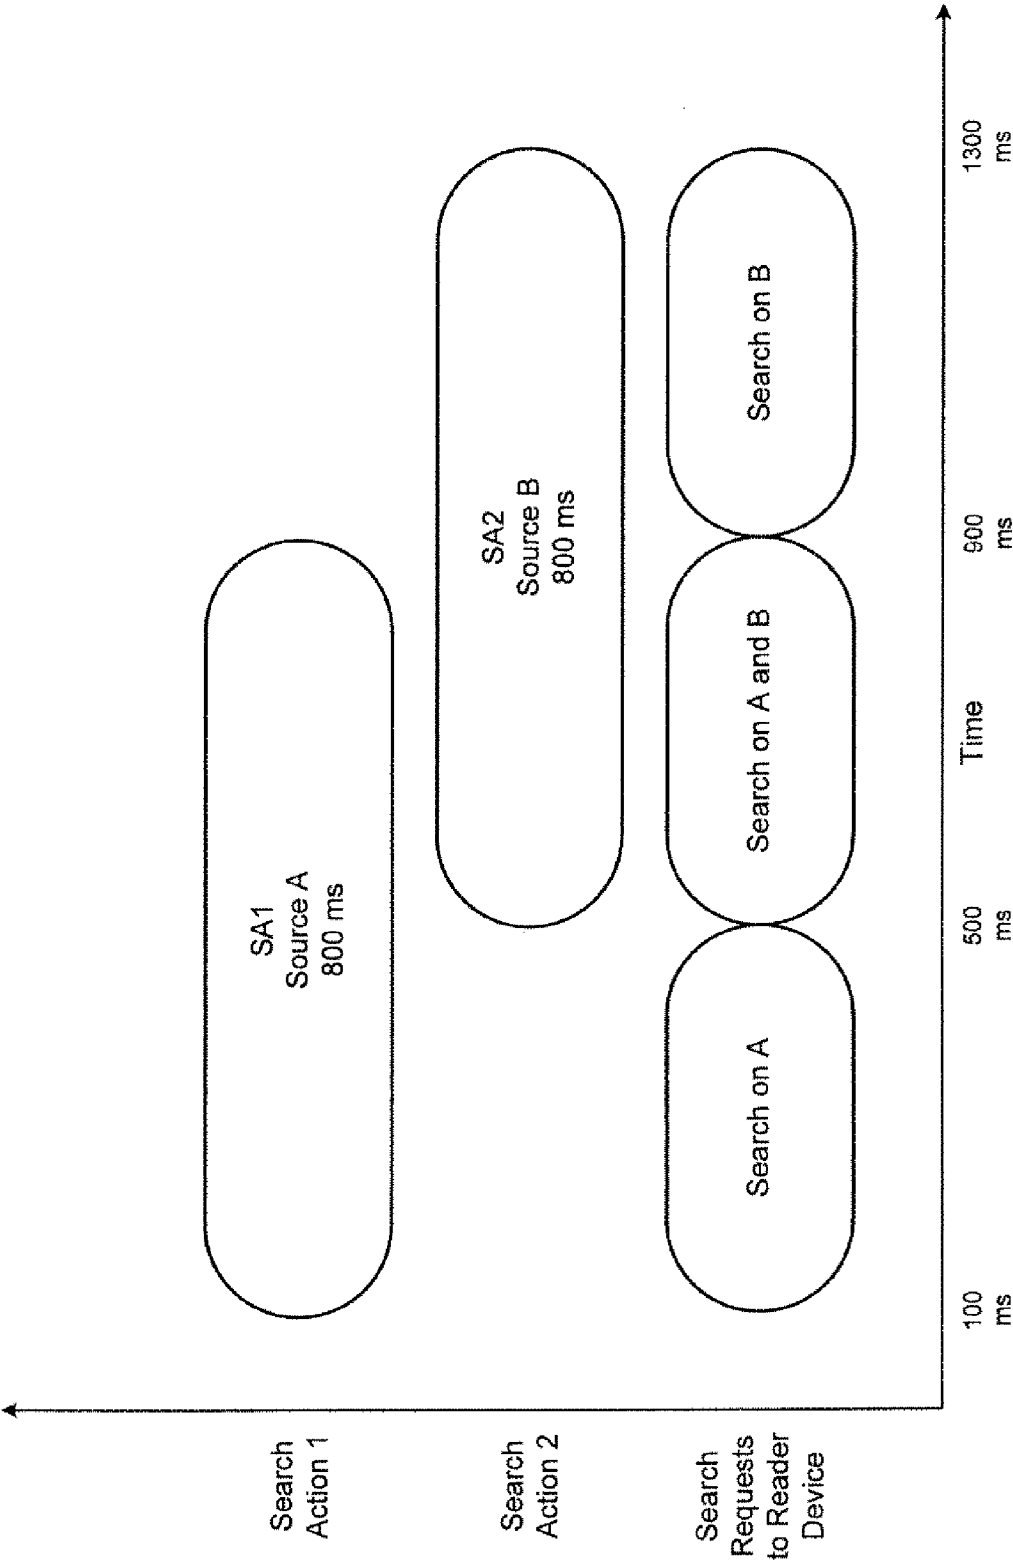 Search
Action 1
SA1
Source A
800 ms
Search
Action 2
SA2
Source B
800 ms
Search
Requests
to Reader
Device
Search on A
Search on A and B
Search on B
100
ms
500
ms
Time
900
ms
1300
ms